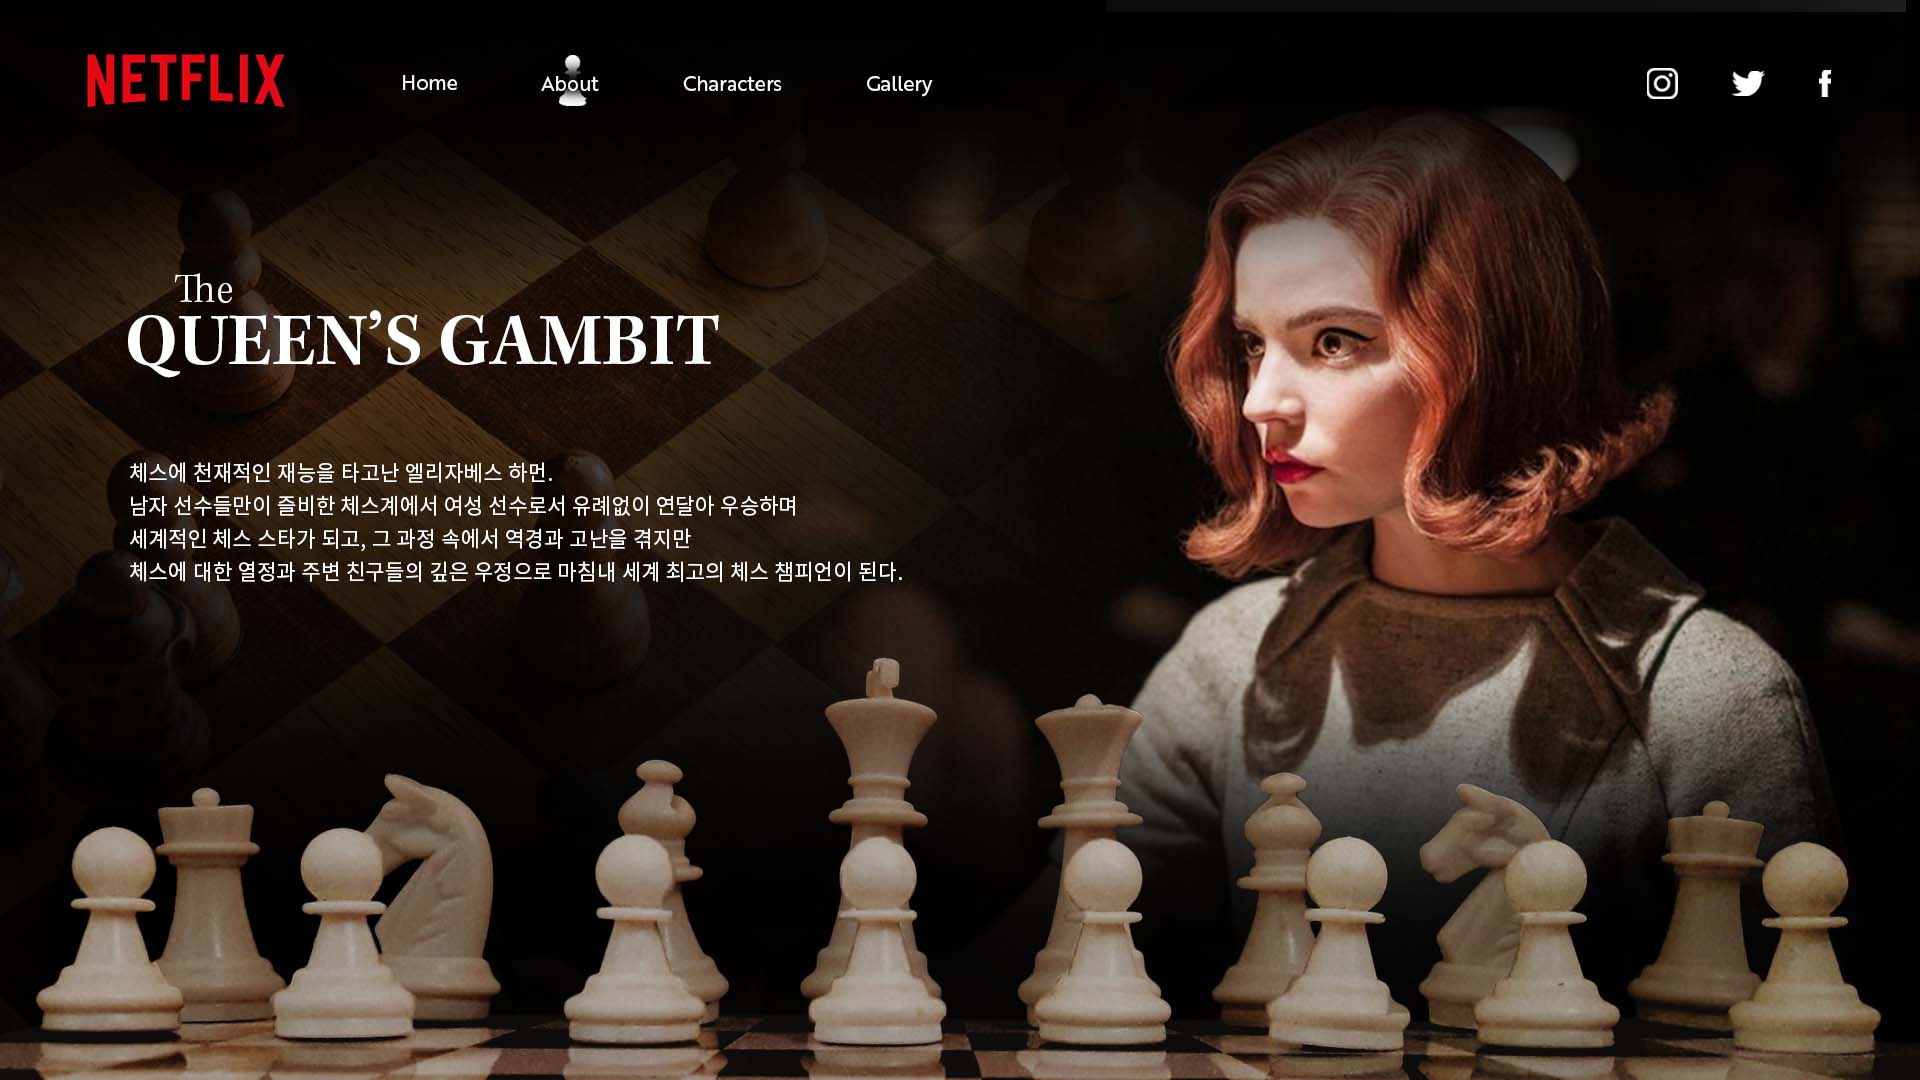 NETFLIX
Home
About
Characters
Gallery
The
QUEEN’S GAMBIT
체스에 천재적인 재능을 타고난 엘리자베스 하먼.
남자 선수들만이 즐비한 체스계에서 여성 선수로서 유례없이 연달아 우승하며
세계적인 체스 스타가 되고, 그 과정 속에서 역경과 고난을 겪지만
체스에 대한 열정과 주변 친구들의 깊은 우정으로 마침내 세계 최고의 체스 챔피언이 된다.